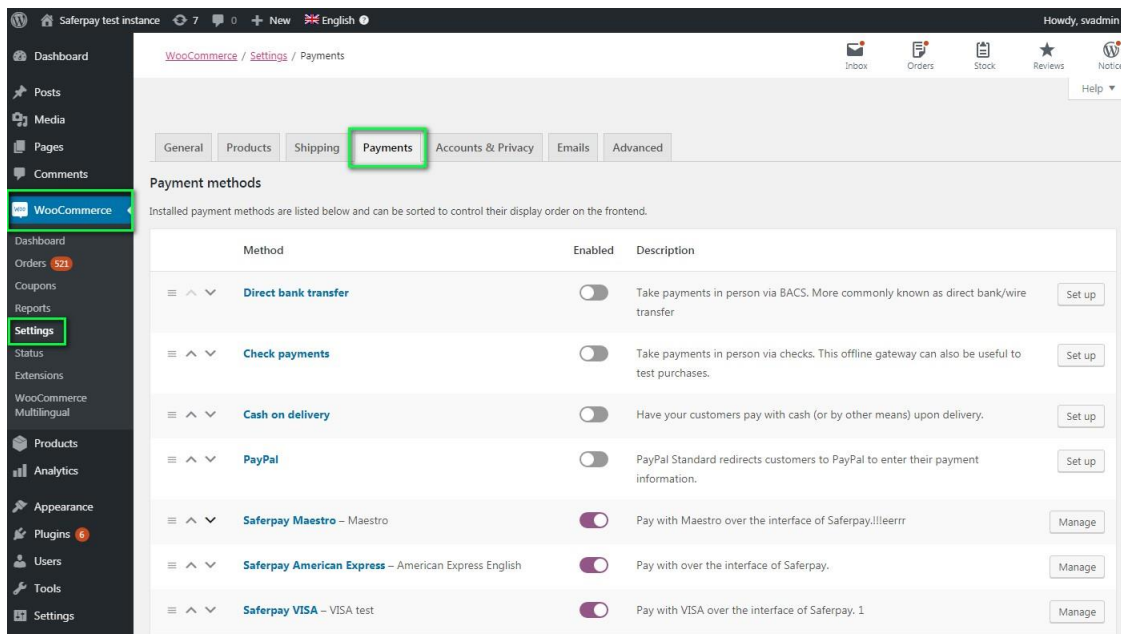 Saferpay test instance 7 0 New English
Howdy, svadmin
Dashboard
Posts
Media
Pages
Comments
WooCommerce
Dashboard
Orders 521
Coupons
Reports
Settings
Status
Extensions
WooCommerce
Multilingual
Products
Analytics
Appearance
Plugins 6
Users
Tools
Settings
WooCommerce / Settings / Payments
Inbox Orders Stock Reviews Notice
Help
General Products Shipping Payments Accounts & Privacy Emails Advanced
Payment methods
Installed payment methods are listed below and can be sorted to control their display order on the frontend.
Method Enabled Description
Direct bank transfer Take payments in person via BACS. More commonly known as direct bank/wire
transfer
Set up
Check payments Take payments in person via checks. This offline gateway can also be useful to
test purchases.
Set up
Cash on delivery Have your customers pay with cash (or by other means) upon delivery. Set up
PayPal PayPal Standard redirects customers to PayPal to enter their payment
information.
Set up
Saferpay Maestro – Maestro Pay with Maestro over the interface of Saferpay.!!!eerrr Manage
Saferpay American Express – American Express English Pay with over the interface of Saferpay. Manage
Saferpay VISA – VISA test Pay with VISA over the interface of Saferpay. 1 Manage